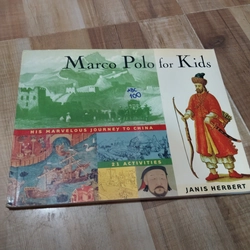 Marco Polo for Kids
ABC
100
HIS MARVELOUS JOURNEY TO CHINA
21 ACTIVITIES
JANIS HERBERT